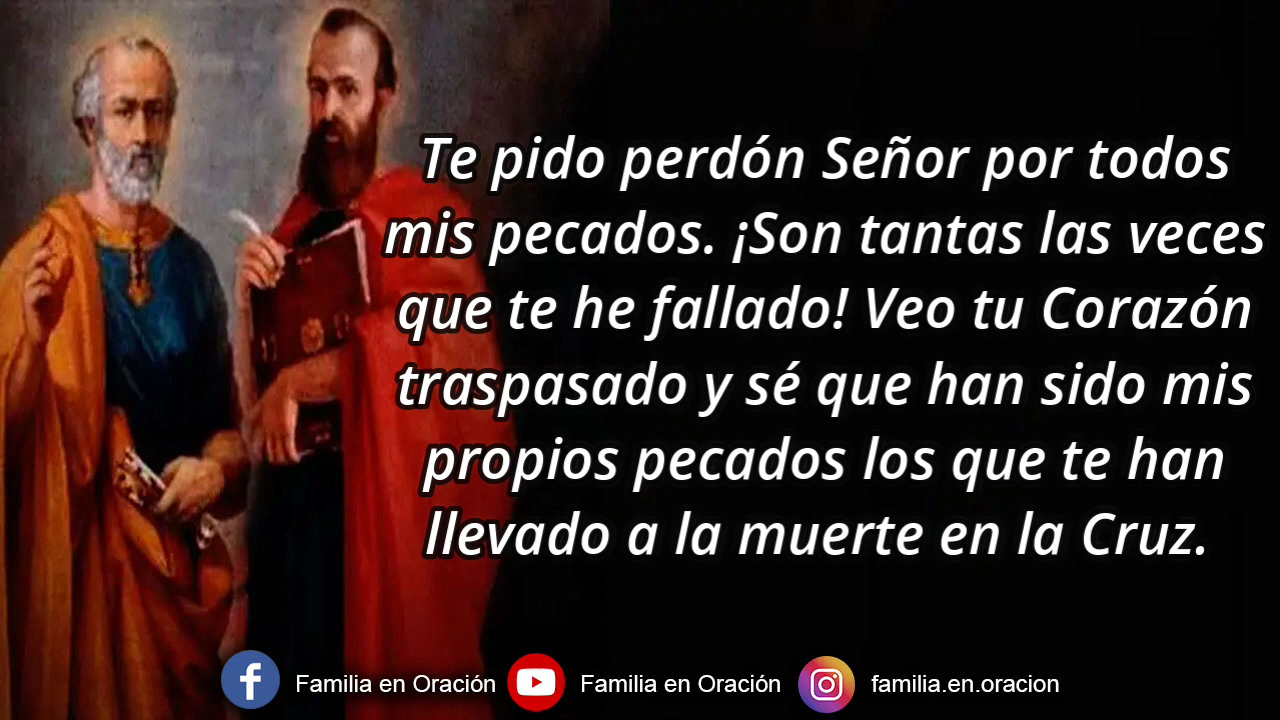 Te pido perdón Señor por todos
mis pecados. ¡Son tantas las veces
que te he fallado! Veo tu Corazón
traspasado y sé que han sido mis
propios pecados los que te han
llevado a la muerte en la Cruz.
Familia en Oración Familia en Oración familia.en.oracion